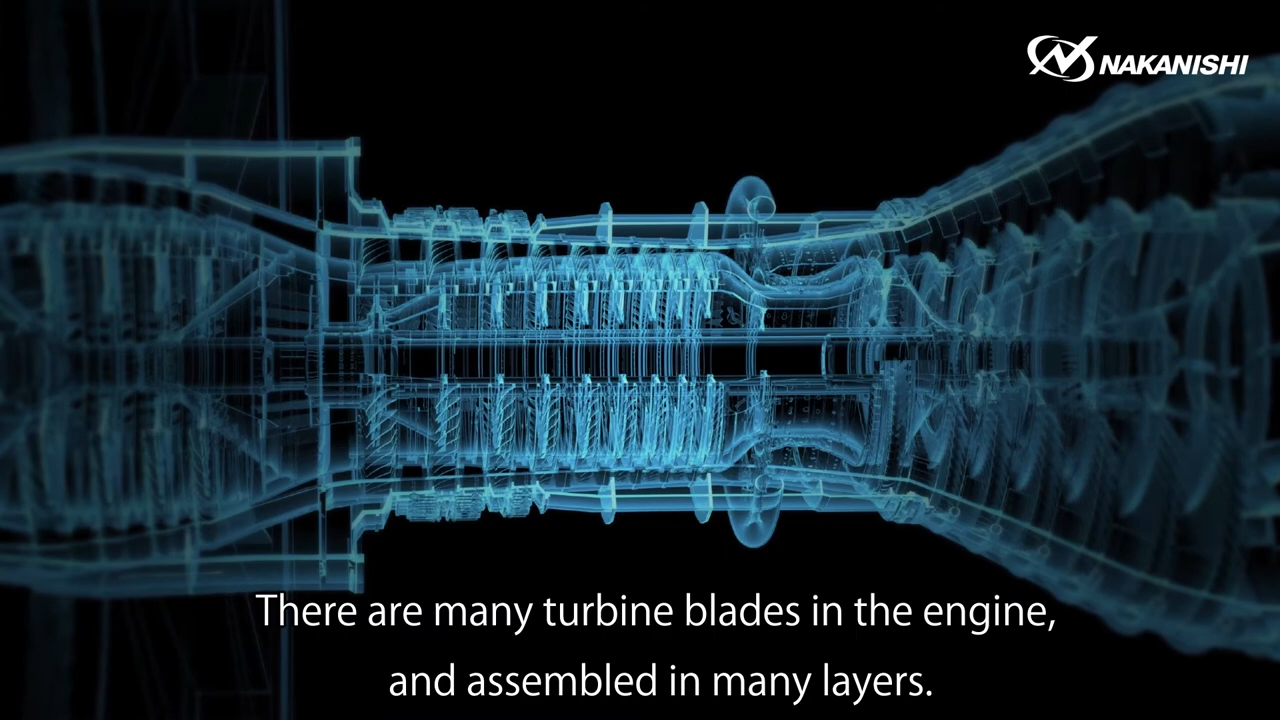 NAKANISHI
There are many turbine blades in the engine,
and assembled in many layers.